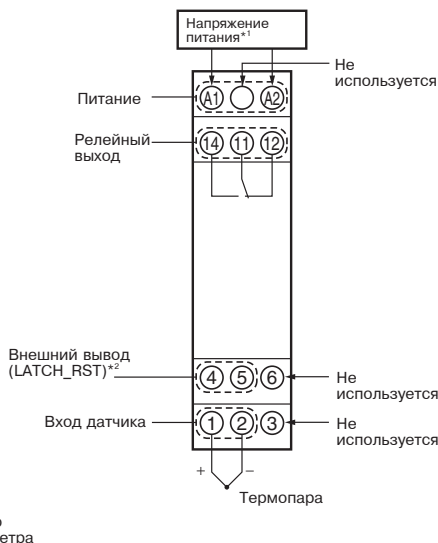 Напряжение
питания*1
Не
используется
A1
A2
Питание
Релейный
выход
14 11 12
Внешний вывод
(LATCH_RST)*2
4 5 6
Не
используется
Вход датчика
1 2 3
Не
используется
+ −
Термопара
етра